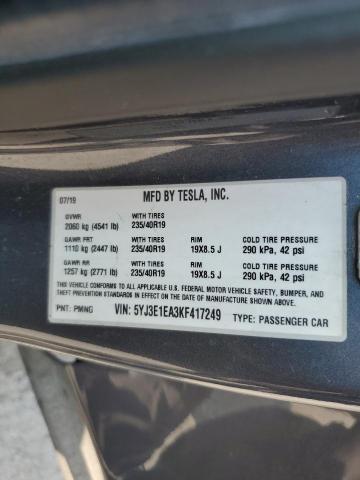 07/19 MFD BY TESLA, INC.
GVWR WITH TIRES
2060 kg (4541 lb) 235/40R19
GAWR FRT WITH TIRES RIM COLD TIRE PRESSURE
1110 kg (2447 lb) 235/40R19 19X8.5 J 290 kPa, 42 psi
GAWR RR WITH TIRES RIM COLD TIRE PRESSURE
1257 kg (2771 lb) 235/40R19 19X8.5 J 290 kPa, 42 psi
THIS VEHICLE CONFORMS TO ALL APPLICABLE U.S. FEDERAL MOTOR VEHICLE SAFETY, BUMPER, AND
THEFT PREVENTION STANDARDS IN EFFECT ON THE DATE OF MANUFACTURE SHOWN ABOVE.
PNT: PMNG VIN: 5YJ3E1EA3KF417249 TYPE: PASSENGER CAR